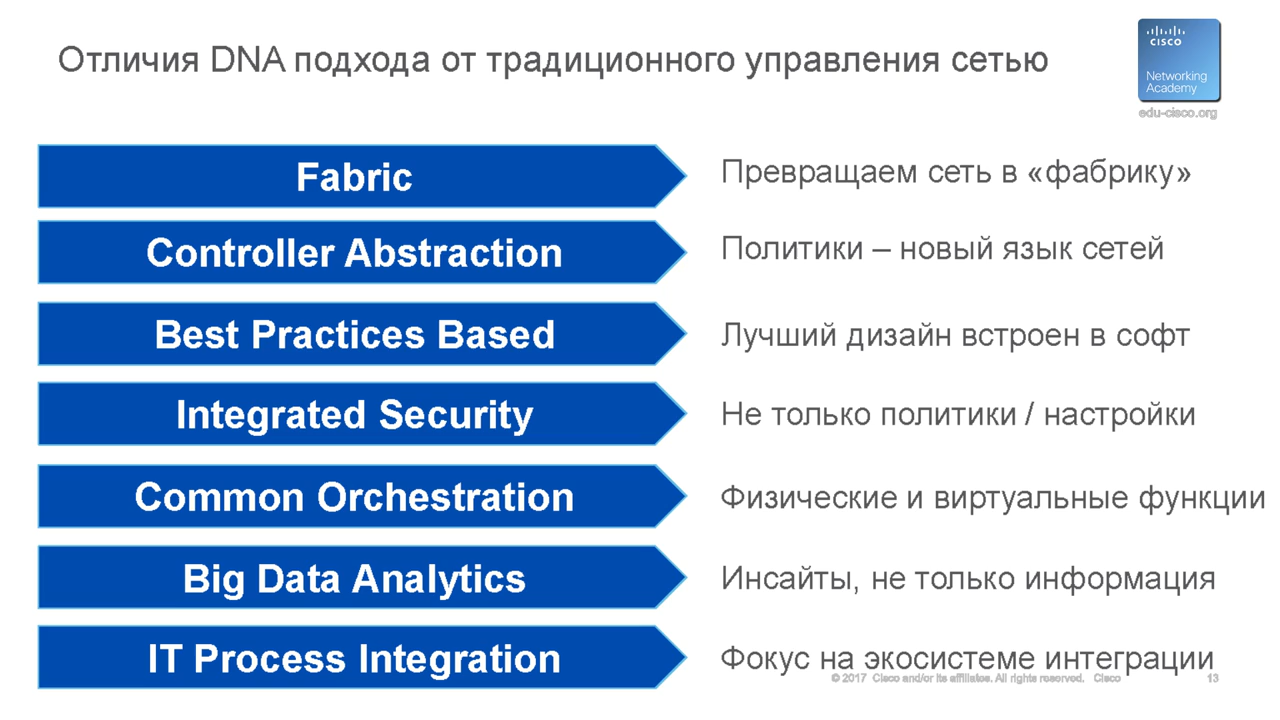 Отличия DNA подхода от традиционного управления сетью
CISCO
Networking
Academy
edu-cisco.org
Fabric
Превращаем сеть в «фабрику»
Controller Abstraction
Политики – новый язык сетей
Best Practices Based
Лучший дизайн встроен в софт
Integrated Security
Не только политики / настройки
Common Orchestration
Физические и виртуальные функции
Big Data Analytics
Инсайты, не только информация
IT Process Integration
Фокус на экосистеме интеграции
© 2017 Cisco and/or its affiliates. All rights reserved. Cisco 13